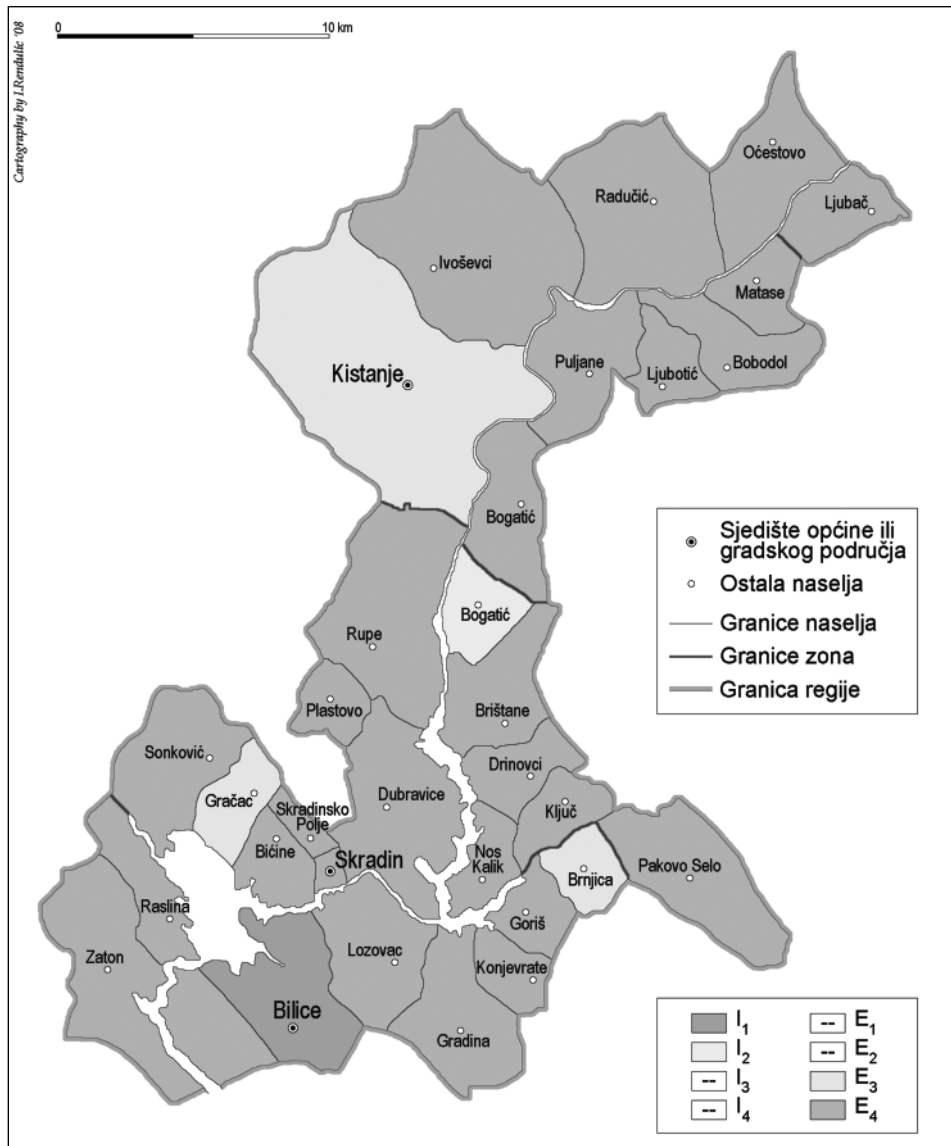 Cartography by I.Rendulić '08
0 10 km
Oćestovo
Radučić
Ljubač
Ivoševci
Matase
Puljane
Ljubotić
Bobodol
Kistanje
Bogatić
Sjedište općine ili
gradskog područja
Ostala naselja
Granice naselja
Granice zona
Granica regije
Bogatić
Rupe
Plastovo
Brištane
Sonković
Drinovci
Gračac
Dubravice
Skradinsko
Polje
Ključ
Bićine
Skradin
Nos
Kalik
Brnjica
Pakovo Selo
Raslina
Goriš
Zaton
Lozovac
Konjevrate
Bilice
Gradina
I1 -- E1
I2 -- E2
-- I3 E3
-- I4 E4